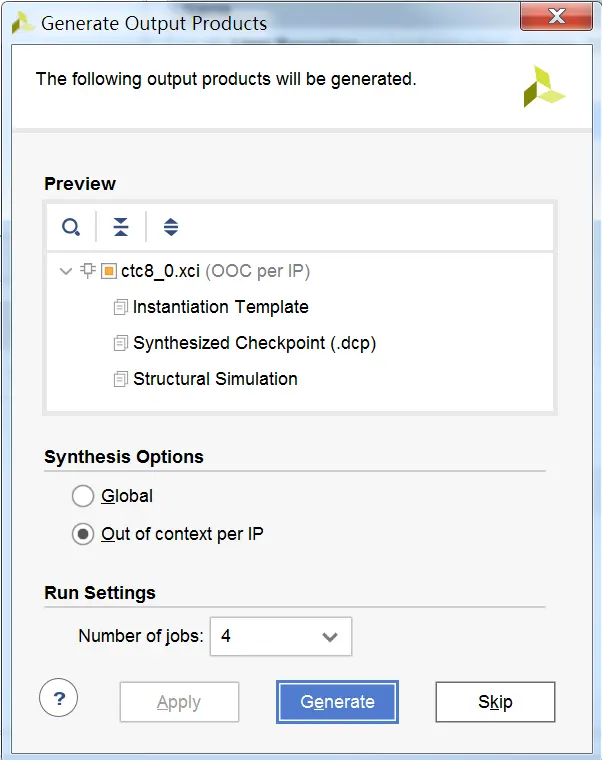 Generate Output Products
The following output products will be generated.
Preview
ctc8_0.xci (OOC per IP)
Instantiation Template
Synthesized Checkpoint (.dcp)
Structural Simulation
Synthesis Options
Global
Out of context per IP
Run Settings
Number of jobs: 4
? Apply Generate Skip